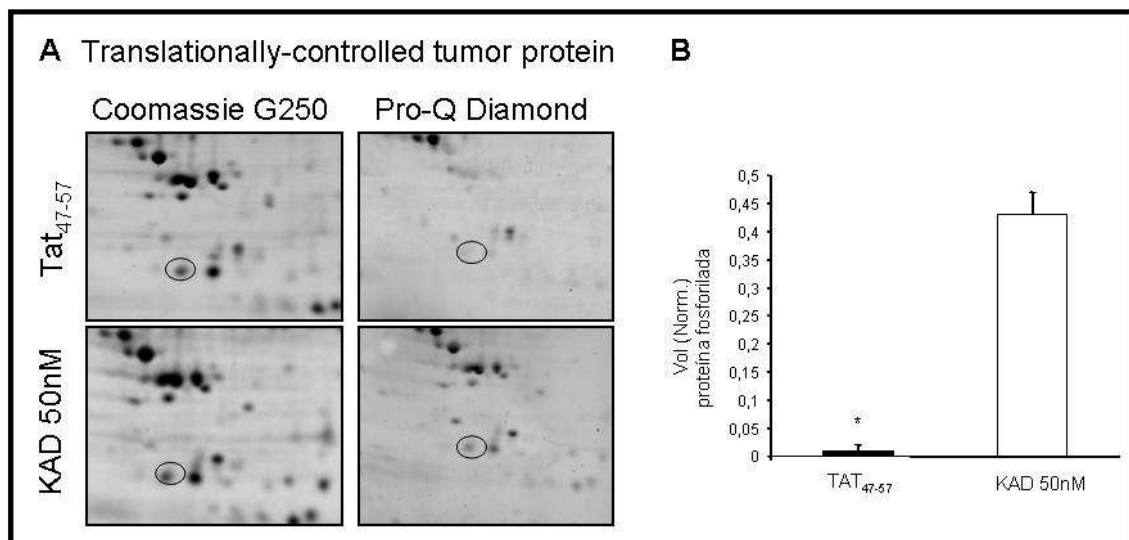 A Translationally-controlled tumor protein
Coomassie G250
Pro-Q Diamond
Tat47-57
KAD 50nM
B
Vol (Norm.)
proteína fosforilada
0,5
0,45
0,4
0,35
0,3
0,25
0,2
0,15
0,1
0,05
0
*
TAT47-57
KAD 50nM